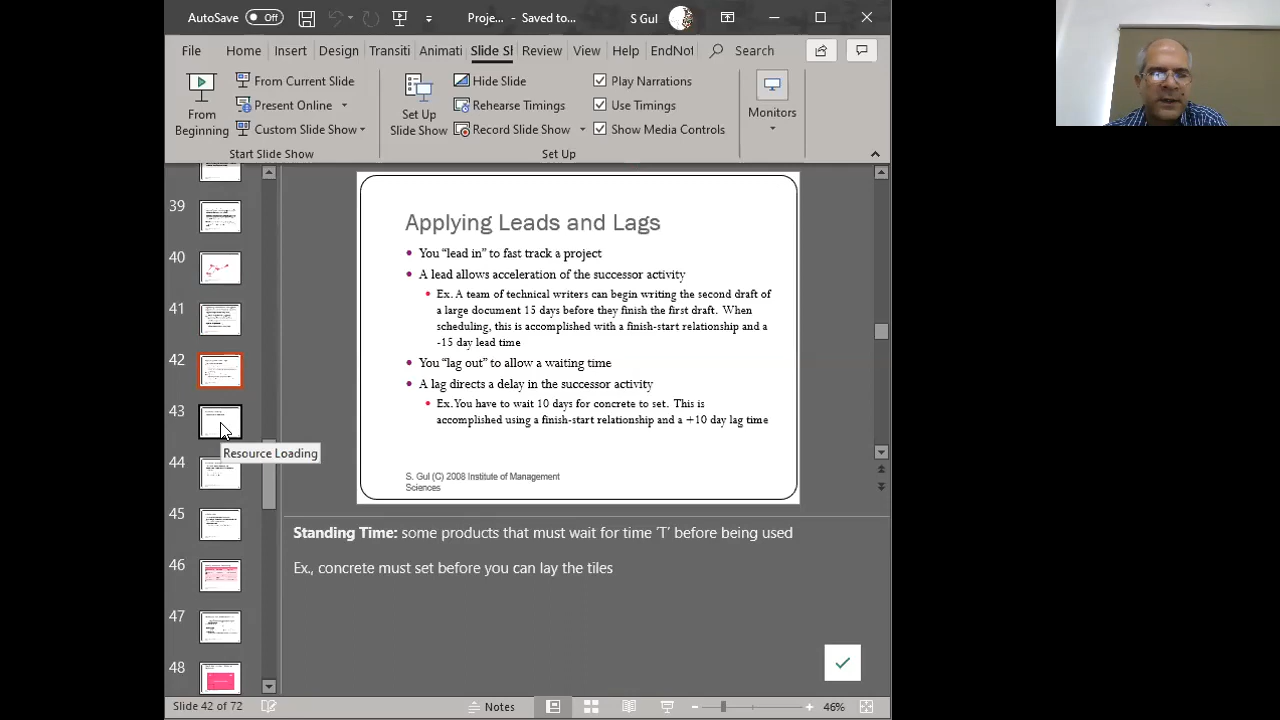 AutoSave Off Proje... - Saved to... S Gul
File Home Insert Design Transiti Animati Slide Sl Review View Help EndNot Search
From Beginning
From Current Slide
Present Online
Custom Slide Show
Start Slide Show
Set Up Slide Show
Hide Slide
Rehearse Timings
Record Slide Show
Play Narrations
Use Timings
Show Media Controls
Set Up
Monitors
39
40
41
42
43
Resource Loading
44
45
46
47
48
Applying Leads and Lags
• You “lead in” to fast track a project
• A lead allows acceleration of the successor activity
• Ex. A team of technical writers can begin writing the second draft of
a large document 15 days before they finish the first draft. When
scheduling, this is accomplished with a finish-start relationship and a
-15 day lead time
• You “lag out” to allow a waiting time
• A lag directs a delay in the successor activity
• Ex. You have to wait 10 days for concrete to set. This is
accomplished using a finish-start relationship and a +10 day lag time
S. Gul (C) 2008 Institute of Management
Sciences
Standing Time: some products that must wait for time ‘T’ before being used
Ex., concrete must set before you can lay the tiles
Slide 42 of 72 Notes 46%